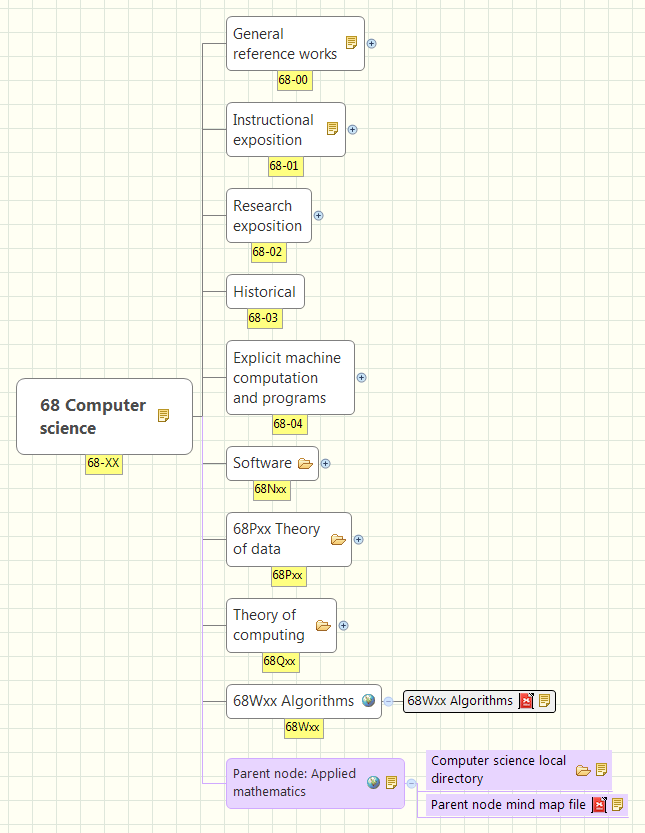 General
reference works
68-00
Instructional
exposition
68-01
Research
exposition
68-02
Historical
68-03
Explicit machine
computation
and programs
68-04
68 Computer
science
68-XX
Software
68Nxx
68Pxx Theory
of data
68Pxx
Theory of
computing
68Qxx
68Wxx Algorithms
68Wxx
68Wxx Algorithms
Parent node: Applied
mathematics
Computer science local
directory
Parent node mind map file